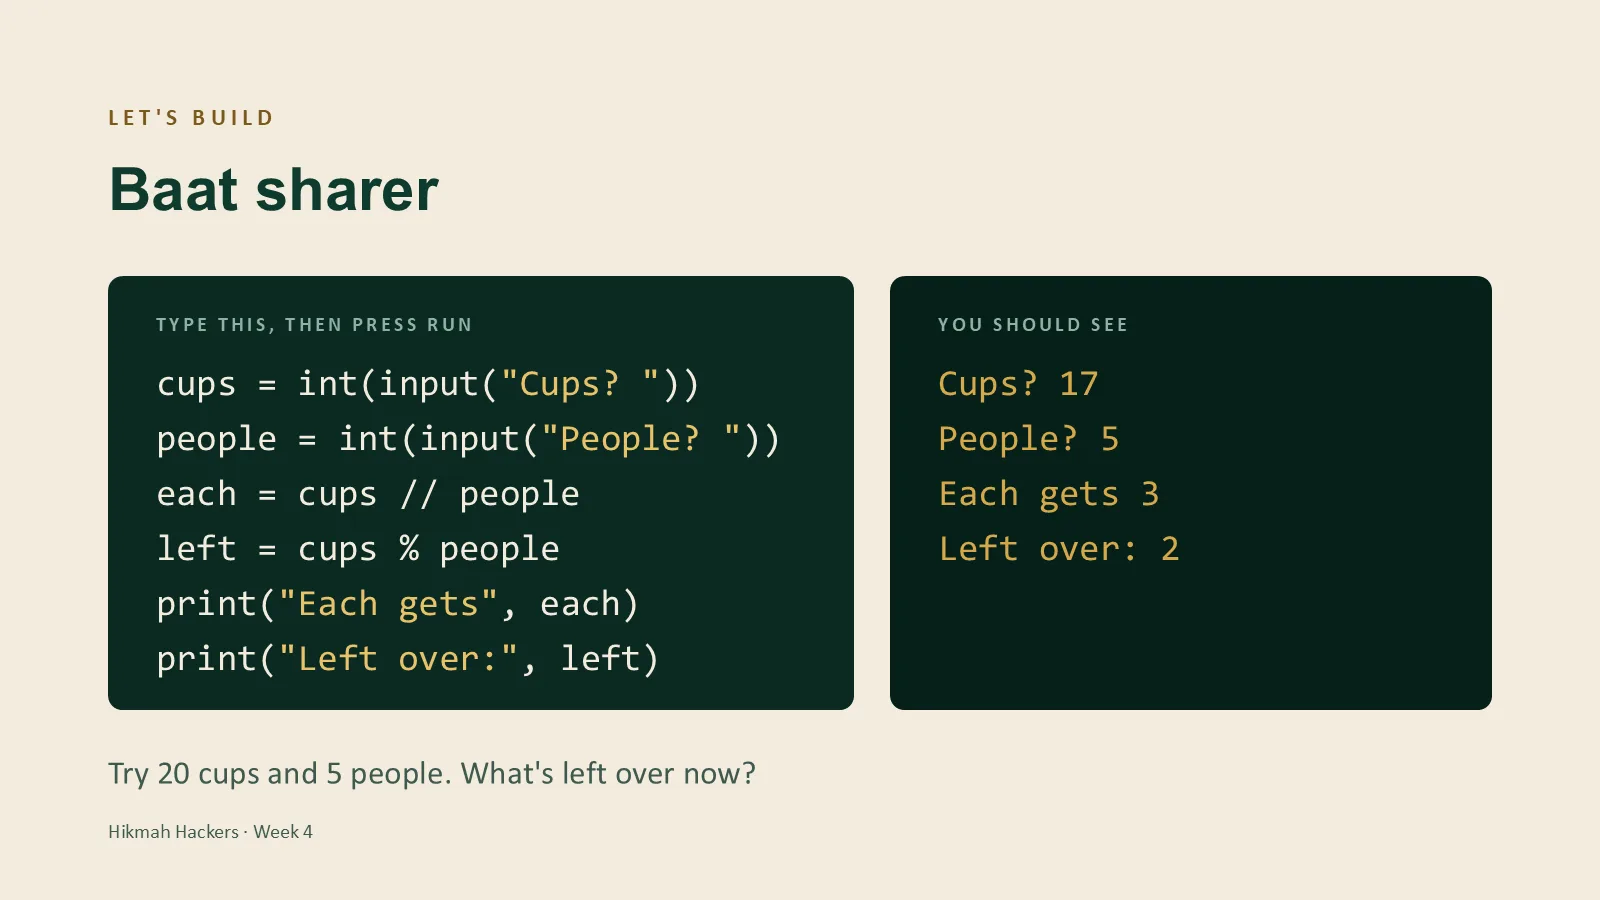 LET'S BUILD
Baat sharer
TYPE THIS, THEN PRESS RUN
cups = int(input("Cups? "))
people = int(input("People? "))
each = cups // people
left = cups % people
print("Each gets", each)
print("Left over:", left)
YOU SHOULD SEE
Cups? 17
People? 5
Each gets 3
Left over: 2
Try 20 cups and 5 people. What's left over now?
Hikmah Hackers · Week 4